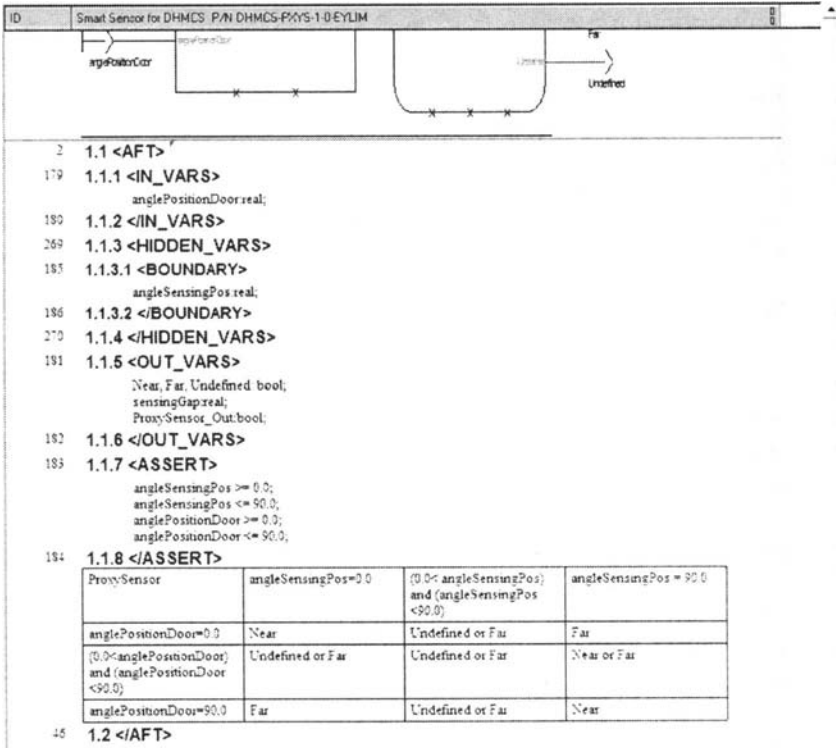 ID Smart Sensor for DHMCS P/N DHMCS-PXYS-1-0-EYLIM
Far
anglePositionDoor
anglePositionDoor
Undefined
2 1.1 <AFT>
179 1.1.1 <IN_VARS>
anglePositionDoor:real;
180 1.1.2 </IN_VARS>
269 1.1.3 <HIDDEN_VARS>
185 1.1.3.1 <BOUNDARY>
angleSensingPos:real;
186 1.1.3.2 </BOUNDARY>
270 1.1.4 </HIDDEN_VARS>
181 1.1.5 <OUT_VARS>
Near, Far, Undefined: bool;
sensingGap:real;
ProxySensor_Out:bool;
182 1.1.6 </OUT_VARS>
183 1.1.7 <ASSERT>
angleSensingPos >= 0.0;
angleSensingPos <= 90.0;
anglePositionDoor >= 0.0;
anglePositionDoor <= 90.0;
184 1.1.8 </ASSERT>
ProxySensor angleSensingPos=0.0 (0.0< angleSensingPos) angleSensingPos = 90.0
and (angleSensingPos
<90.0)
anglePositionDoor=0.0 Near Undefined or Far Far
(0.0<anglePositionDoor) Undefined or Far Undefined or Far Near or Far
and (anglePositionDoor
<90.0)
anglePositionDoor=90.0 Far Undefined or Far Near
46 1.2 </AFT>